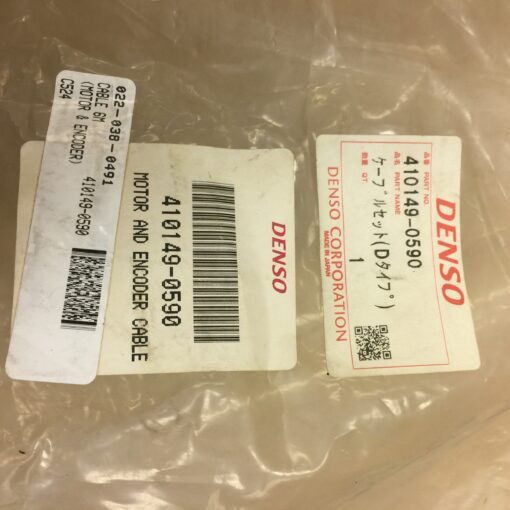 022-038-0491
CABLE 6M
(MOTOR & ENCODER)
410149-0590
C524
DENSO
410149-0590
MOTOR AND ENCODER CABLE
DENSO
品番 PART NO.
410149-0590
品名 PART NAME
ケーブルセット(Dタイプ)
数量 QT.
1
DENSO CORPORATION
MADE IN JAPAN